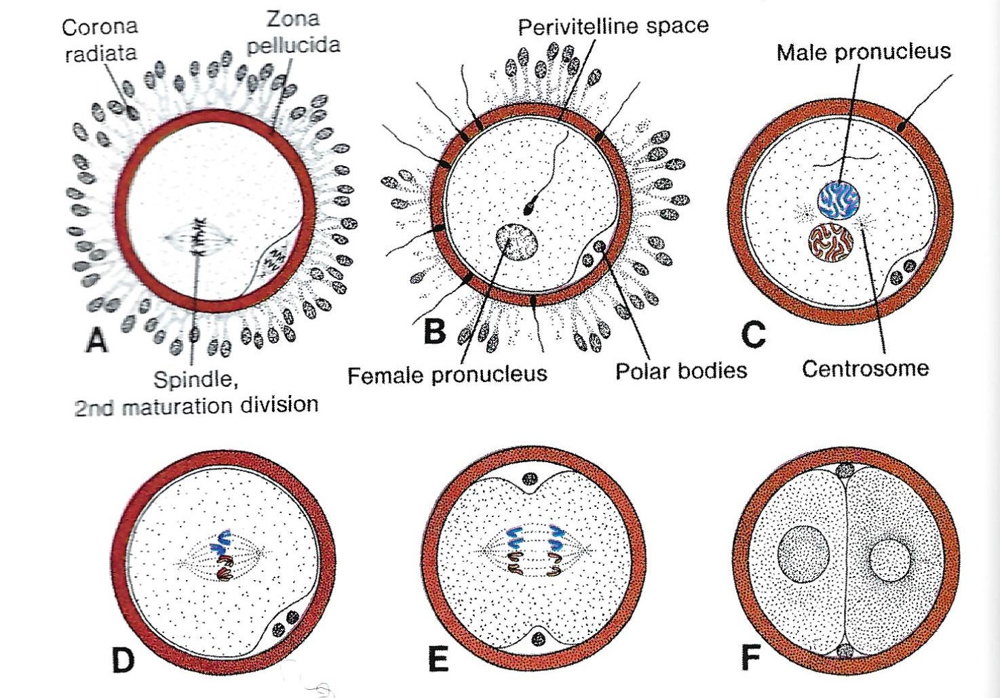 Corona
radiata
Zona
pellucida
Perivitelline space
Male pronucleus
A
B
C
Spindle,
2nd maturation division
Female pronucleus
Polar bodies
Centrosome
D
E
F